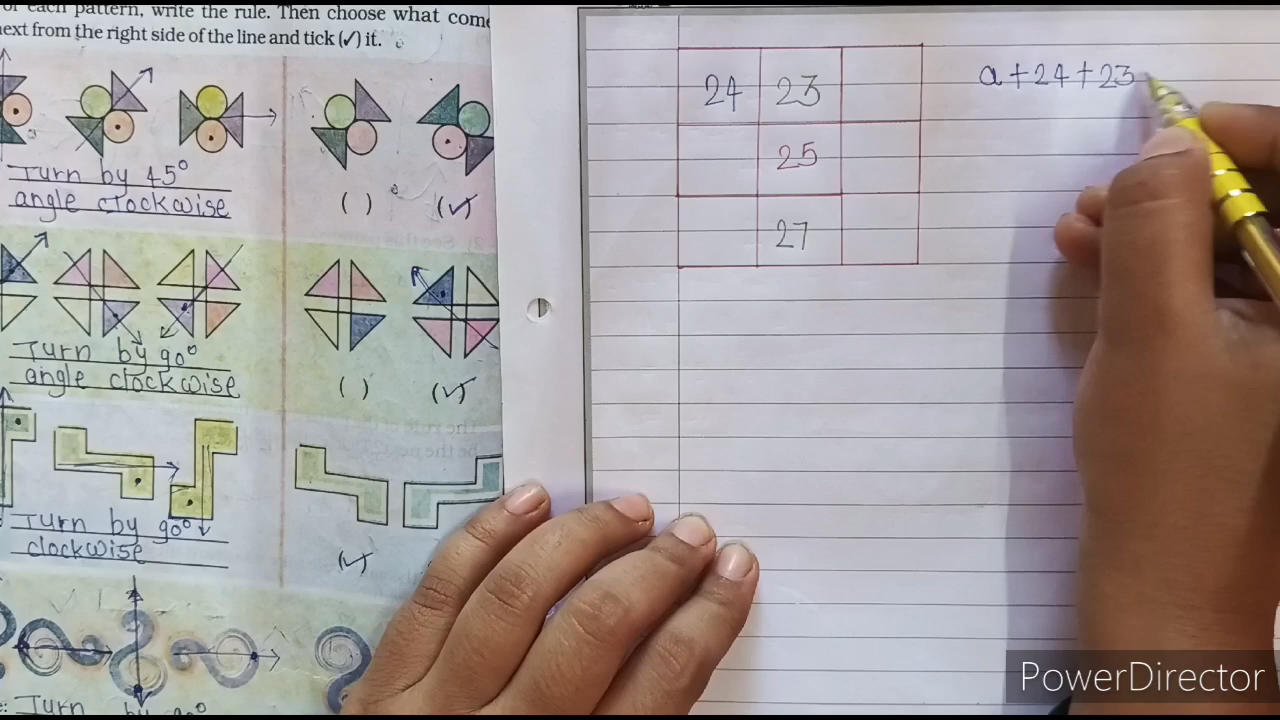 each pattern, write the rule. Then choose what
from the right side of the line and tick (✓) it.
Turn by 45°
angle clockwise
( ) (✓)
Turn by 90°
angle clockwise
( ) (✓)
Turn by 90°
clockwise
(✓)
Turn by 90°
24 23
25
27
a + 24 + 23
PowerDirector